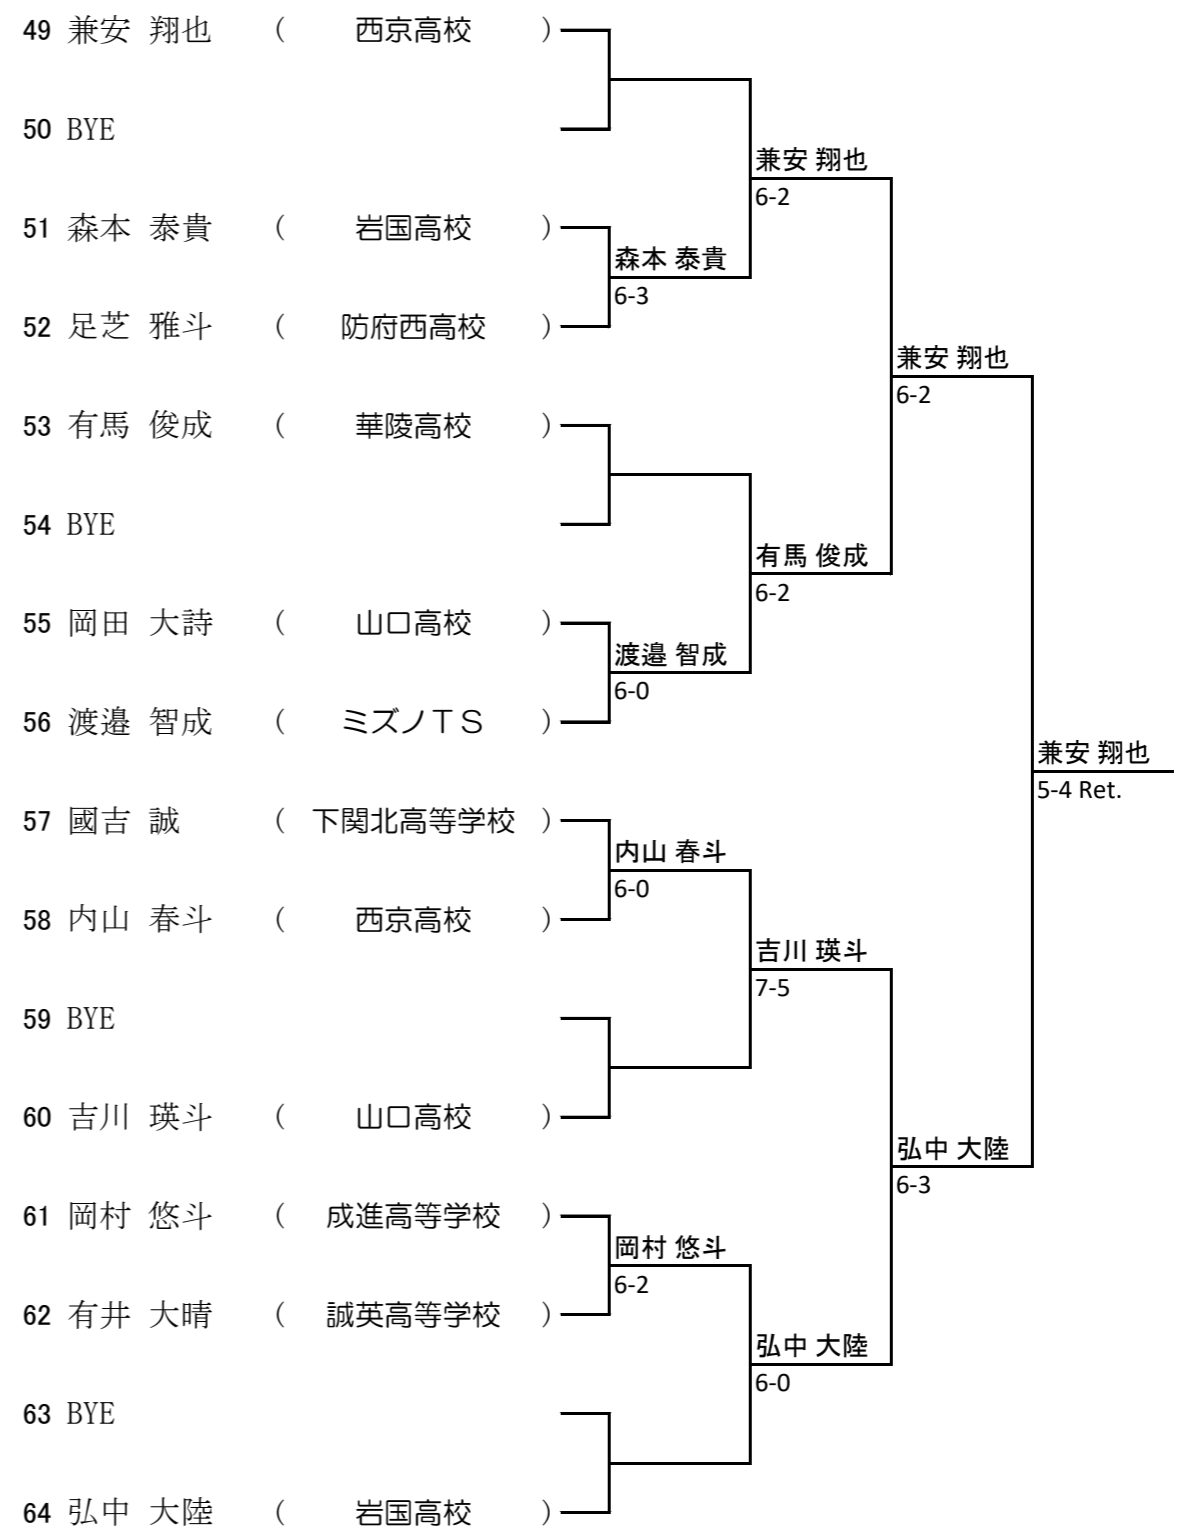 49 兼安 翔也 ( 西京高校 )
50 BYE
兼安 翔也
6-2
51 森本 泰貴 ( 岩国高校 )
森本 泰貴
6-3
52 足芝 雅斗 ( 防府西高校 )
兼安 翔也
6-2
53 有馬 俊成 ( 華陵高校 )
54 BYE
有馬 俊成
6-2
55 岡田 大詩 ( 山口高校 )
渡邉 智成
6-0
56 渡邉 智成 ( ミズノTS )
兼安 翔也
5-4 Ret.
57 國吉 誠 ( 下関北高等学校 )
内山 春斗
6-0
58 内山 春斗 ( 西京高校 )
吉川 瑛斗
7-5
59 BYE
60 吉川 瑛斗 ( 山口高校 )
弘中 大陸
6-3
61 岡村 悠斗 ( 成進高等学校 )
岡村 悠斗
6-2
62 有井 大晴 ( 誠英高等学校 )
弘中 大陸
6-0
63 BYE
64 弘中 大陸 ( 岩国高校 )